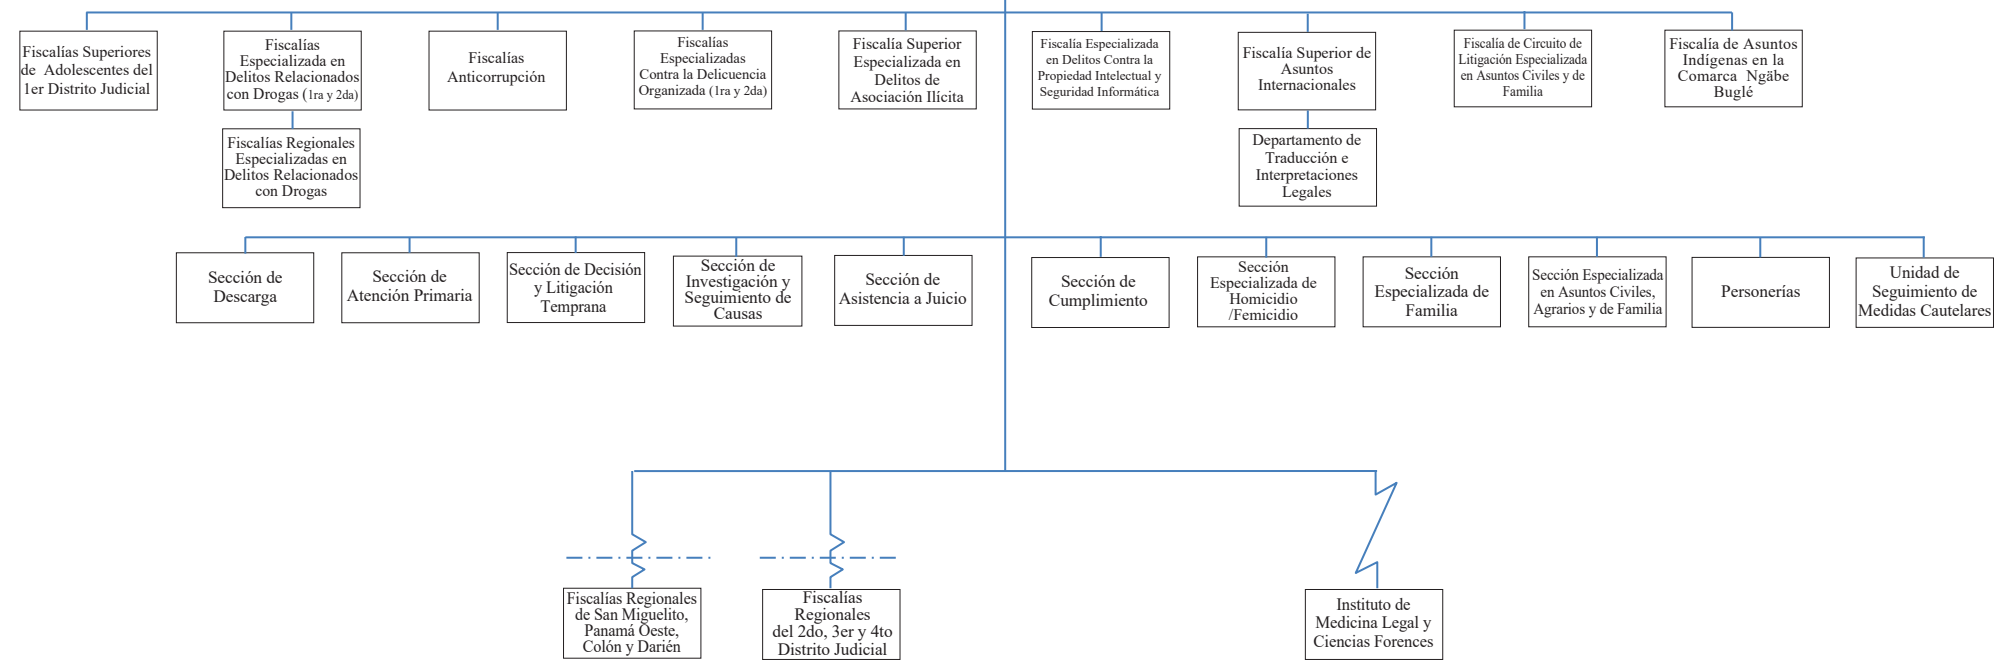 Fiscalías Superiores
de Adolescentes del
1er Distrito Judicial
Fiscalías
Especializada en
Delitos Relacionados
con Drogas (1ra y 2da)
Fiscalías
Anticorrupción
Fiscalías
Especializadas
Contra la Delicuencia
Organizada (1ra y 2da)
Fiscalía Superior
Especializada en
Delitos de
Asociación Ilícita
Fiscalía Especializada
en Delitos Contra la
Propiedad Intelectual y
Seguridad Informática
Fiscalía Superior de
Asuntos
Internacionales
Fiscalía de Circuito de
Litigación Especializada
en Asuntos Civiles y de
Familia
Fiscalía de Asuntos
Indígenas en la
Comarca Ngäbe
Buglé
Fiscalías Regionales
Especializadas en
Delitos Relacionados
con Drogas
Departamento de
Traducción e
Interpretaciones
Legales
Sección de
Descarga
Sección de
Atención Primaria
Sección de Decisión
y Litigación
Temprana
Sección de
Investigación y
Seguimiento de
Causas
Sección de
Asistencia a Juicio
Sección de
Cumplimiento
Sección
Especializada de
Homicidio
/Femicidio
Sección
Especializada de
Familia
Sección Especializada
en Asuntos Civiles,
Agrarios y de Familia
Personerías
Unidad de
Seguimiento de
Medidas Cautelares
Fiscalías Regionales
de San Miguelito,
Panamá Oeste,
Colón y Darién
Fiscalías
Regionales
del 2do, 3er y 4to
Distrito Judicial
Instituto de
Medicina Legal y
Ciencias Forences